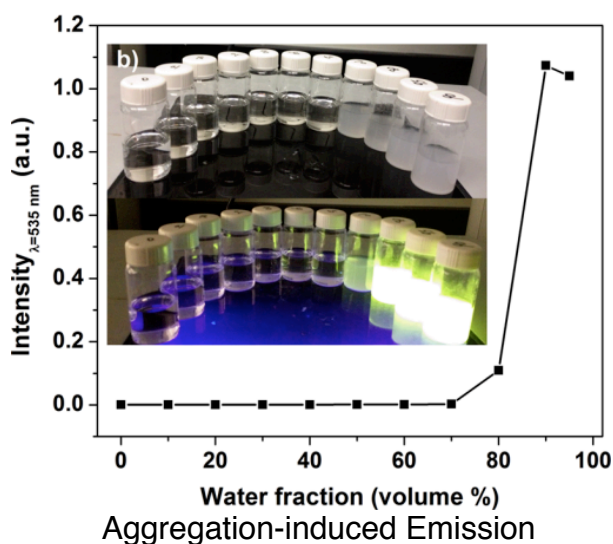 1.2
1.0
0.8
0.6
0.4
0.2
0.0
Intensity λ=535 nm (a.u.)
b)
0 20 40 60 80 100
Water fraction (volume %)
Aggregation-induced Emission